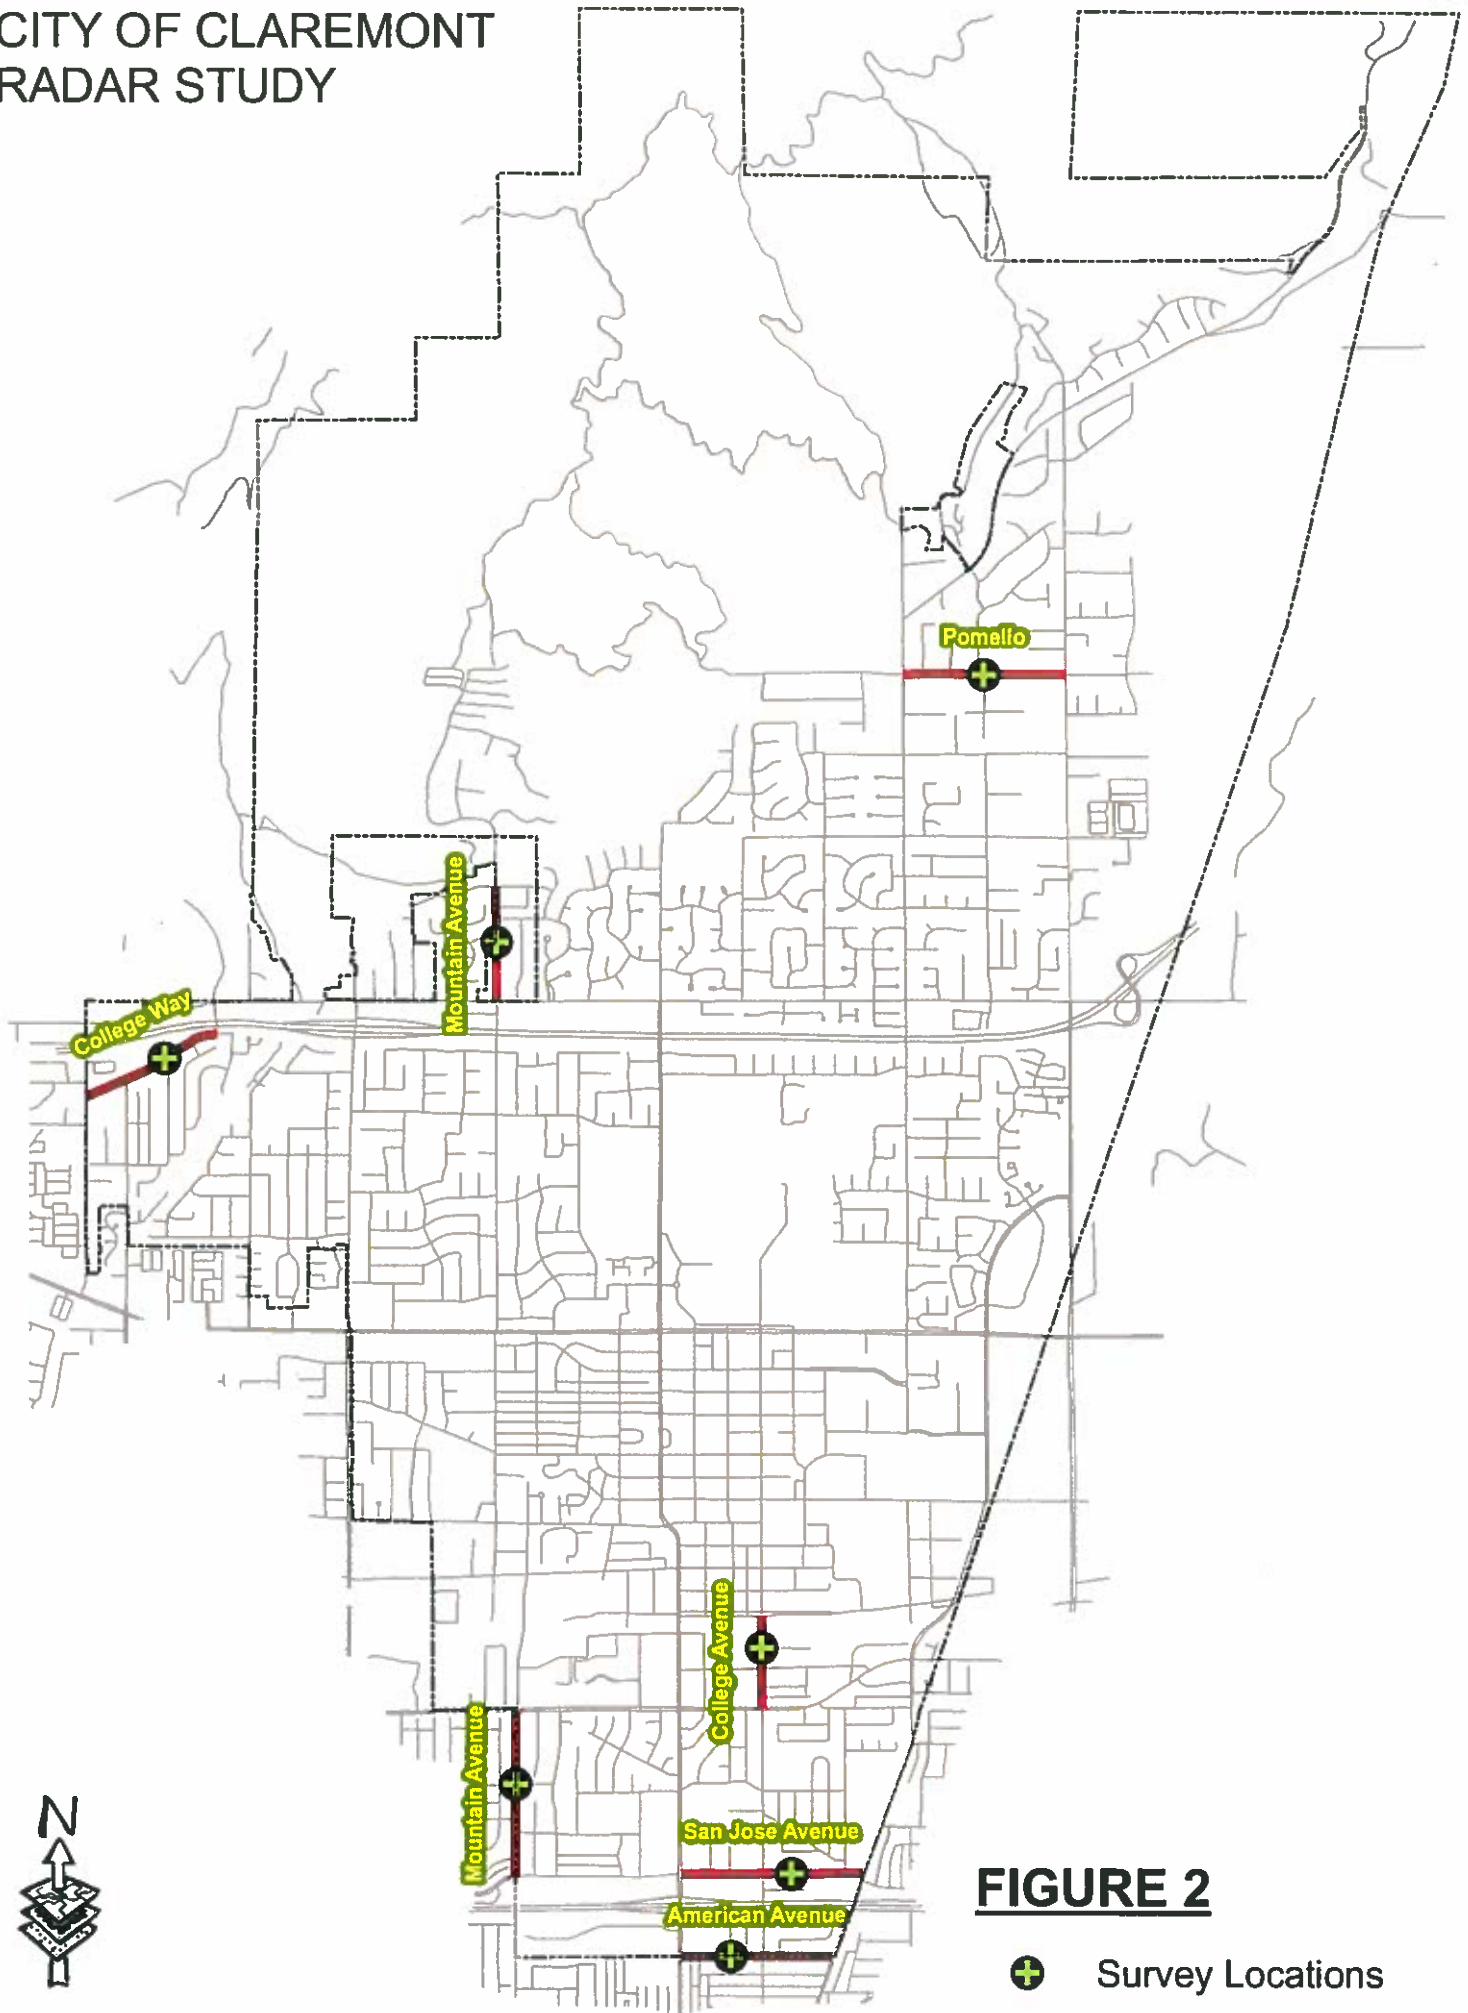 CITY OF CLAREMONT
RADAR STUDY
Pomello
Mountain Avenue
College Way
College Avenue
Mountain Avenue
San Jose Avenue
American Avenue
N
FIGURE 2
Survey Locations